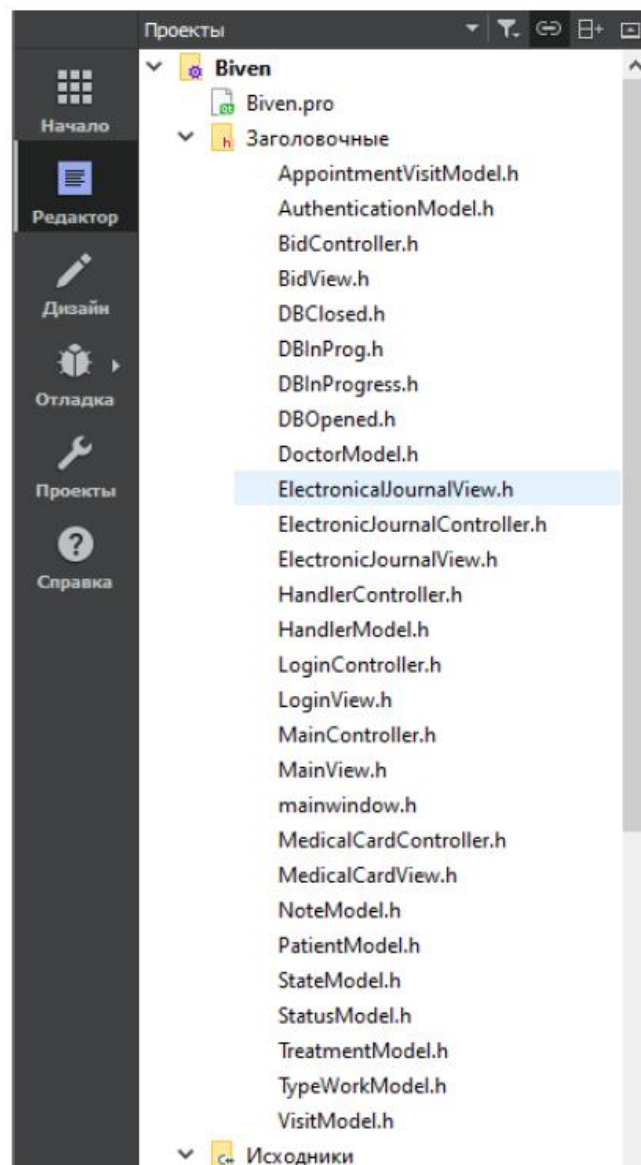 Проекты
Начало
Редактор
Дизайн
Отладка
Проекты
Справка
Biven
Biven.pro
Заголовочные
AppointmentVisitModel.h
AuthenticationModel.h
BidController.h
BidView.h
DBClosed.h
DBInProg.h
DBInProgress.h
DBOpened.h
DoctorModel.h
ElectronicalJournalView.h
ElectronicJournalController.h
ElectronicJournalView.h
HandlerController.h
HandlerModel.h
LoginController.h
LoginView.h
MainController.h
MainView.h
mainwindow.h
MedicalCardController.h
MedicalCardView.h
NoteModel.h
PatientModel.h
StateModel.h
StatusModel.h
TreatmentModel.h
TypeWorkModel.h
VisitModel.h
Исходники